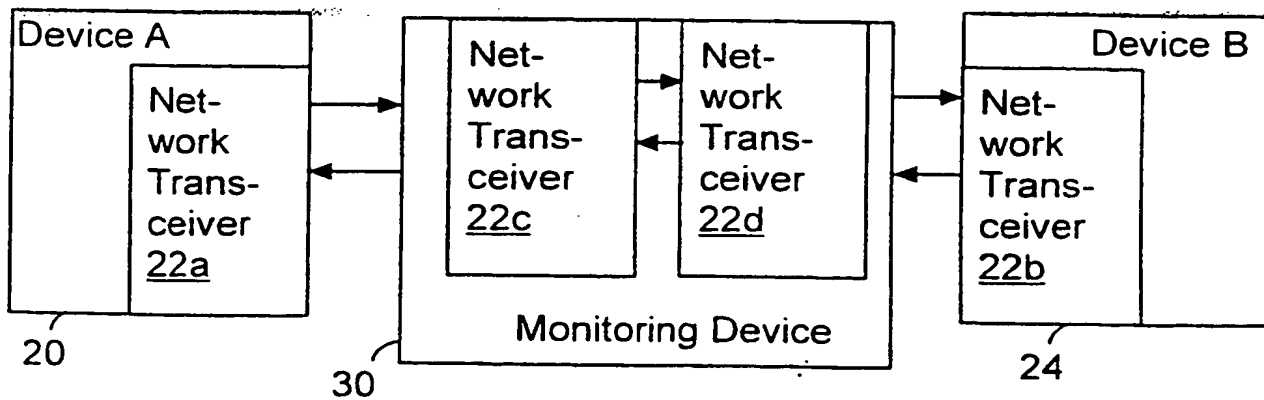 Device A
Net-
work
Trans-
ceiver
22a
20
Net-
work
Trans-
ceiver
22c
Net-
work
Trans-
ceiver
22d
Monitoring Device
30
Device B
Net-
work
Trans-
ceiver
22b
24